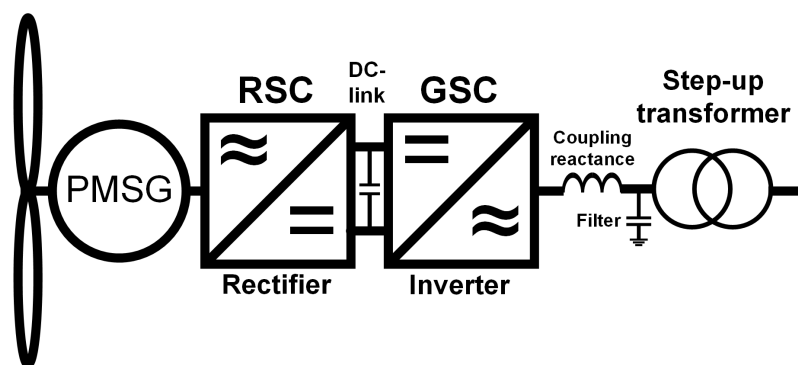 PMSG
RSC
Rectifier
DC-
link
GSC
Inverter
Coupling
reactance
Filter
Step-up
transformer